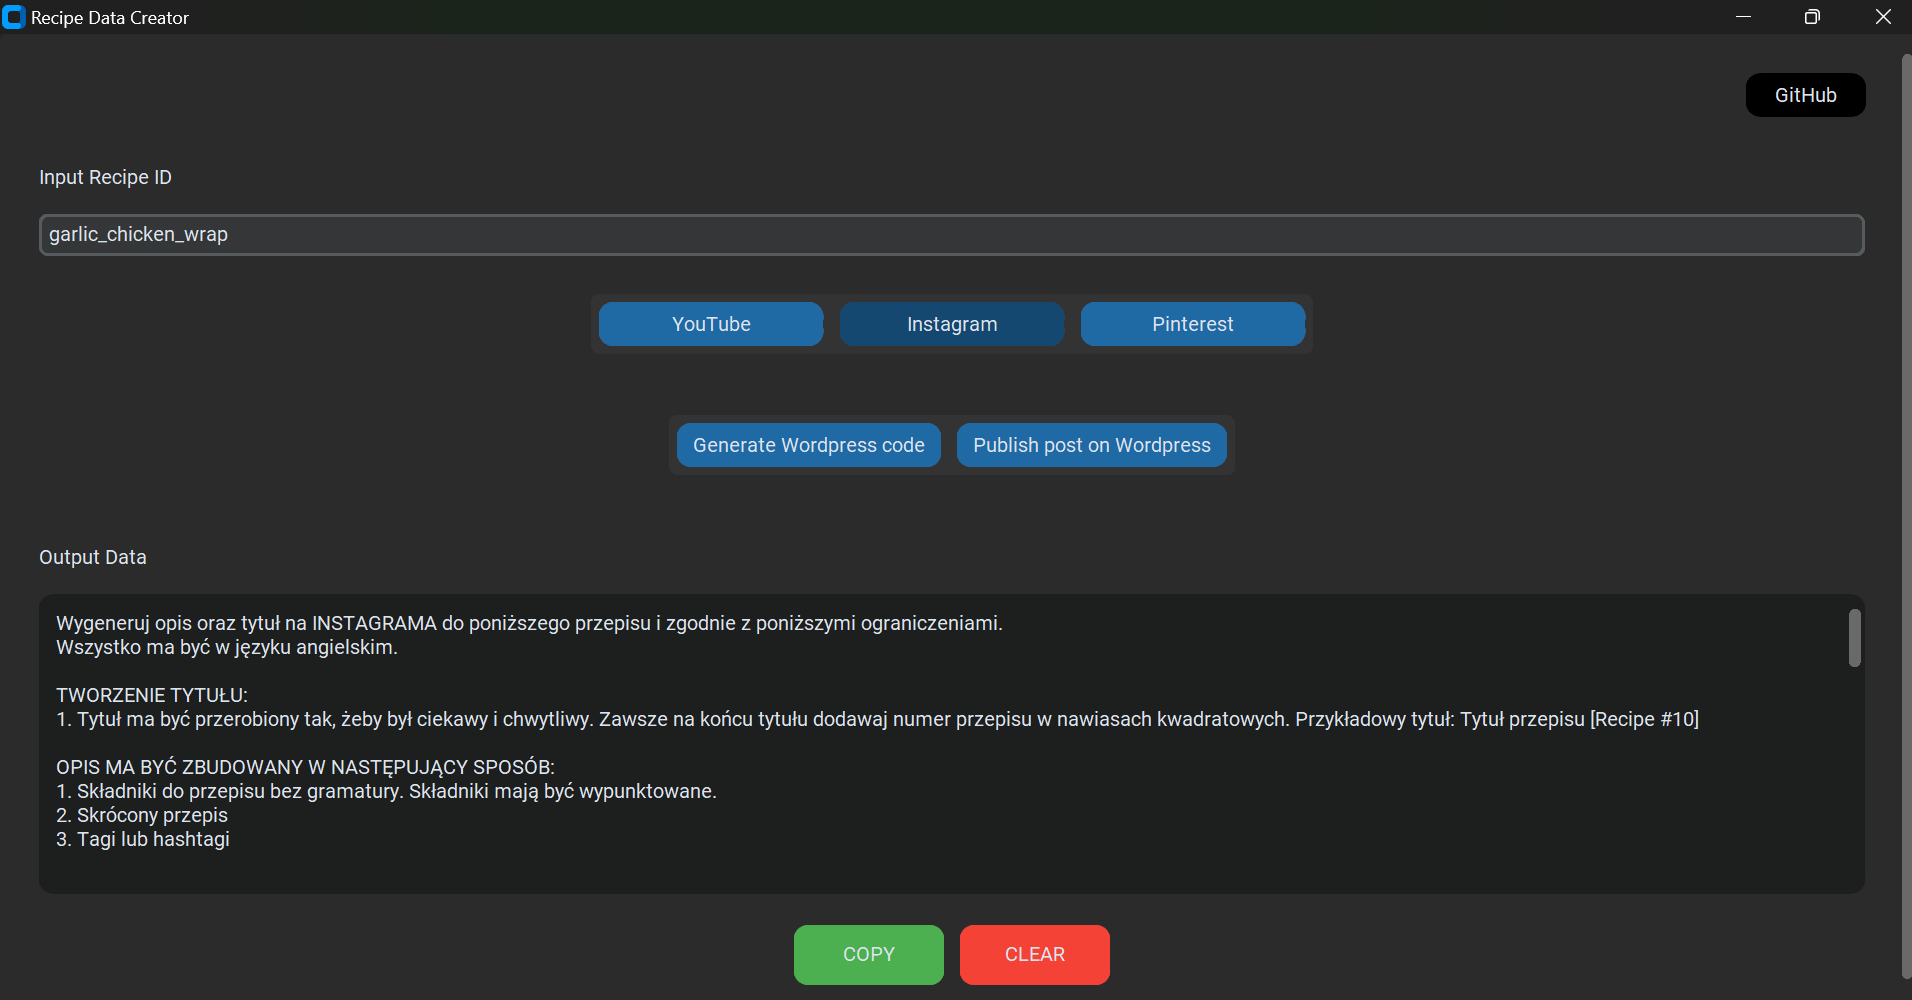 Recipe Data Creator
GitHub
Input Recipe ID
garlic_chicken_wrap
YouTube Instagram Pinterest
Generate Wordpress code Publish post on Wordpress
Output Data
Wygeneruj opis oraz tytuł na INSTAGRAMA do poniższego przepisu i zgodnie z poniższymi ograniczeniami.
Wszystko ma być w języku angielskim.
TWORZENIE TYTUŁU:
1. Tytuł ma być przerobiony tak, żeby był ciekawy i chwytliwy. Zawsze na końcu tytułu dodawaj numer przepisu w nawiasach kwadratowych. Przykładowy tytuł: Tytuł przepisu [Recipe #10]
OPIS MA BYĆ ZBUDOWANY W NASTĘPUJĄCY SPOSÓB:
1. Składniki do przepisu bez gramatury. Składniki mają być wypunktowane.
2. Skrócony przepis
3. Tagi lub hashtagi
COPY CLEAR